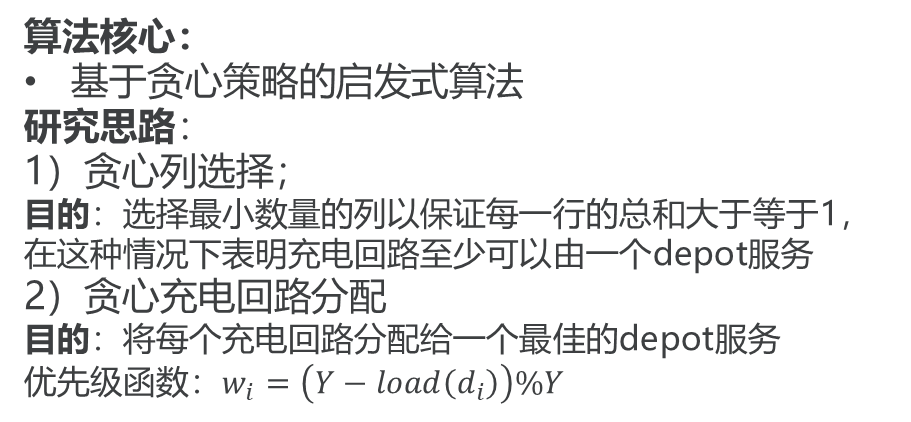 算法核心：
• 基于贪心策略的启发式算法
研究思路：
1）贪心列选择；
目的：选择最小数量的列以保证每一行的总和大于等于1，
在这种情况下表明充电回路至少可以由一个depot服务
2）贪心充电回路分配
目的：将每个充电回路分配给一个最佳的depot服务
优先级函数：𝑤ᵢ = (𝑌 − 𝑙𝑜𝑎𝑑(𝑑ᵢ))%𝑌